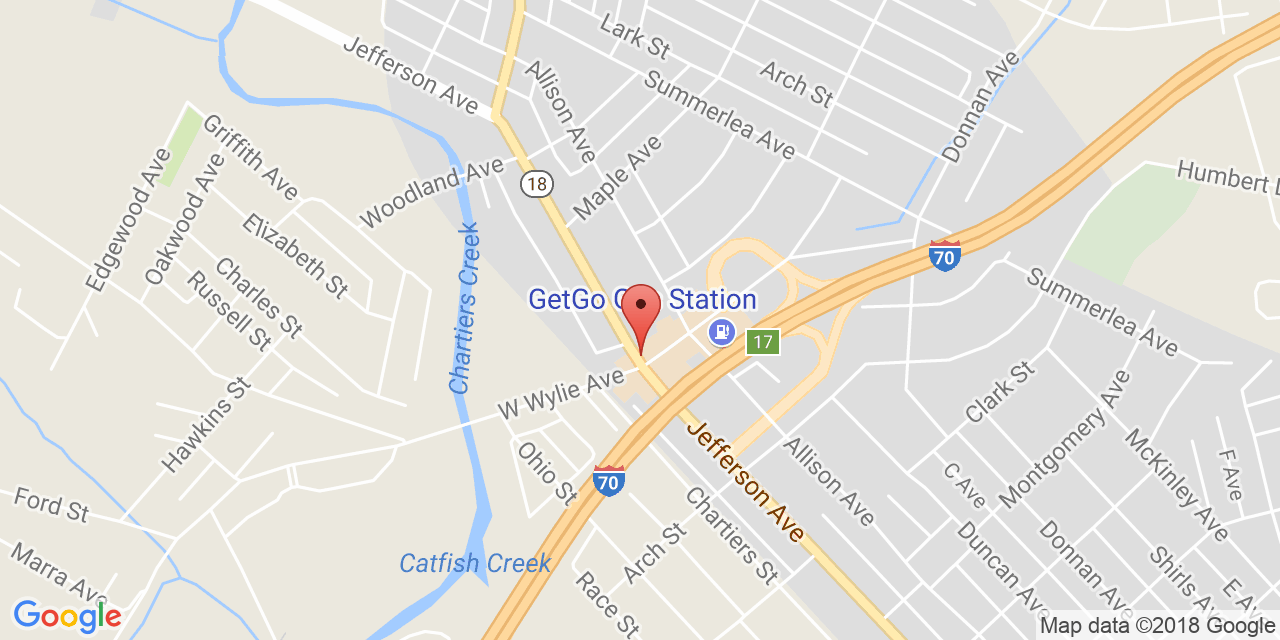 Lark St
Jefferson Ave
Arch St
Donnan Ave
Allison Ave
Summerlea Ave
Griffith Ave
Maple Ave
Edgewood Ave
Oakwood Ave
Woodland Ave
18
Humbert
Elizabeth St
Chartiers Creek
70
Charles St
Russell St
GetGo
Station
17
Summerlea Ave
W Wylie Ave
Hawkins St
Clark St
Montgomery Ave
Jefferson Ave
Allison Ave
McKinley Ave
Ohio St
70
F Ave
C Ave
Ford St
Chartiers St
Catfish Creek
Arch St
Duncan Ave
Donnan Ave
Shirls Av
Marra Ave
Race St
E Av
Google
Map data ©2018 Google